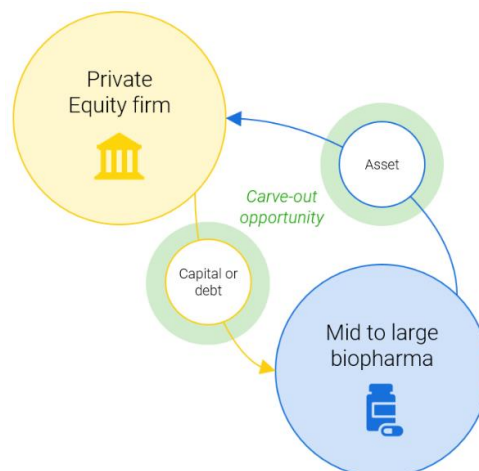 Private
Equity firm
Asset
Carve-out
opportunity
Capital or
debt
Mid to large
biopharma